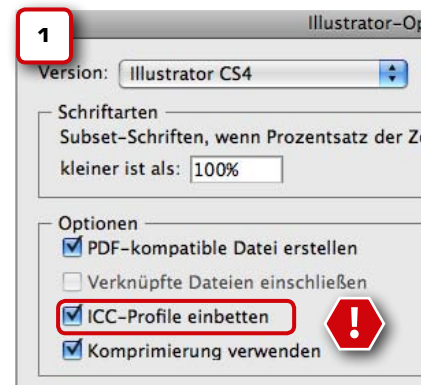 1
Illustrator-Op
Version: Illustrator CS4
Schriftarten
Subset-Schriften, wenn Prozentsatz der Ze
kleiner ist als: 100%
Optionen
PDF-kompatible Datei erstellen
Verknüpfte Dateien einschließen
ICC-Profile einbetten
!
Komprimierung verwenden